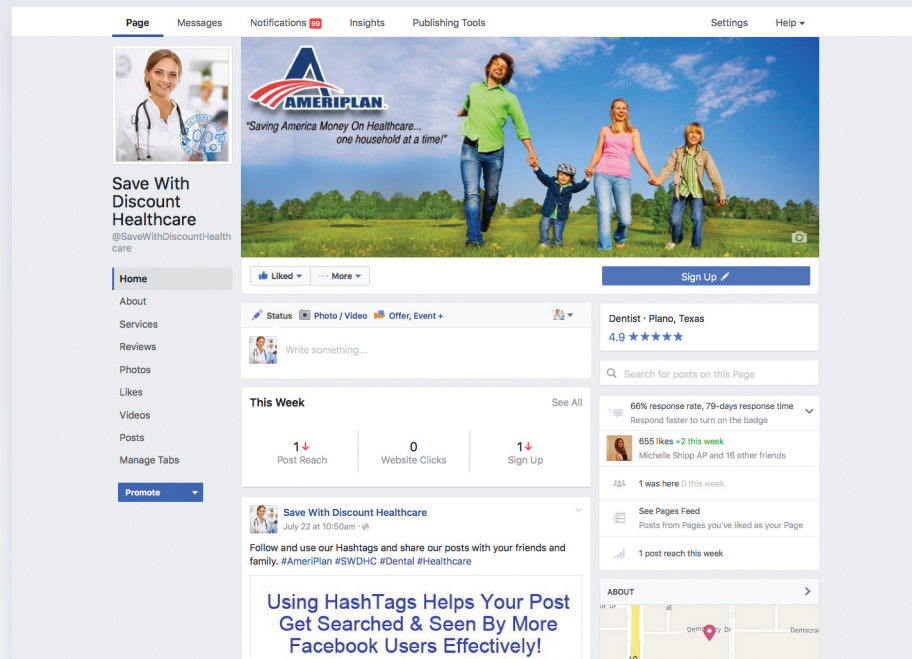 Page Messages Notifications 99 Insights Publishing Tools Settings Help
AMERIPLAN
"Saving America Money On Healthcare...
one household at a time!"
100%
Save With
Discount
Healthcare
@SaveWithDiscountHealth
care
Home
About
Services
Reviews
Photos
Likes
Videos
Posts
Manage Tabs
Promote
Liked ··· More
Sign Up
Status Photo / Video Offer, Event +
Write something...
This Week See All
1 0 1
Post Reach Website Clicks Sign Up
Save With Discount Healthcare
July 22 at 10:50am ·
Follow and use our Hashtags and share our posts with your friends and
family. #AmeriPlan #SWDHC #Dental #Healthcare
Using HashTags Helps Your Post
Get Searched & Seen By More
Facebook Users Effectively!
Dentist · Plano, Texas
4.9 ★★★★★
Search for posts on this Page
66% response rate, 79-days response time
Respond faster to turn on the badge
655 likes +2 this week
Michelle Shipp AP and 16 other friends
1 was here 0 this week
See Pages Feed
Posts from Pages you've liked as your Page
1 post reach this week
ABOUT
Dr